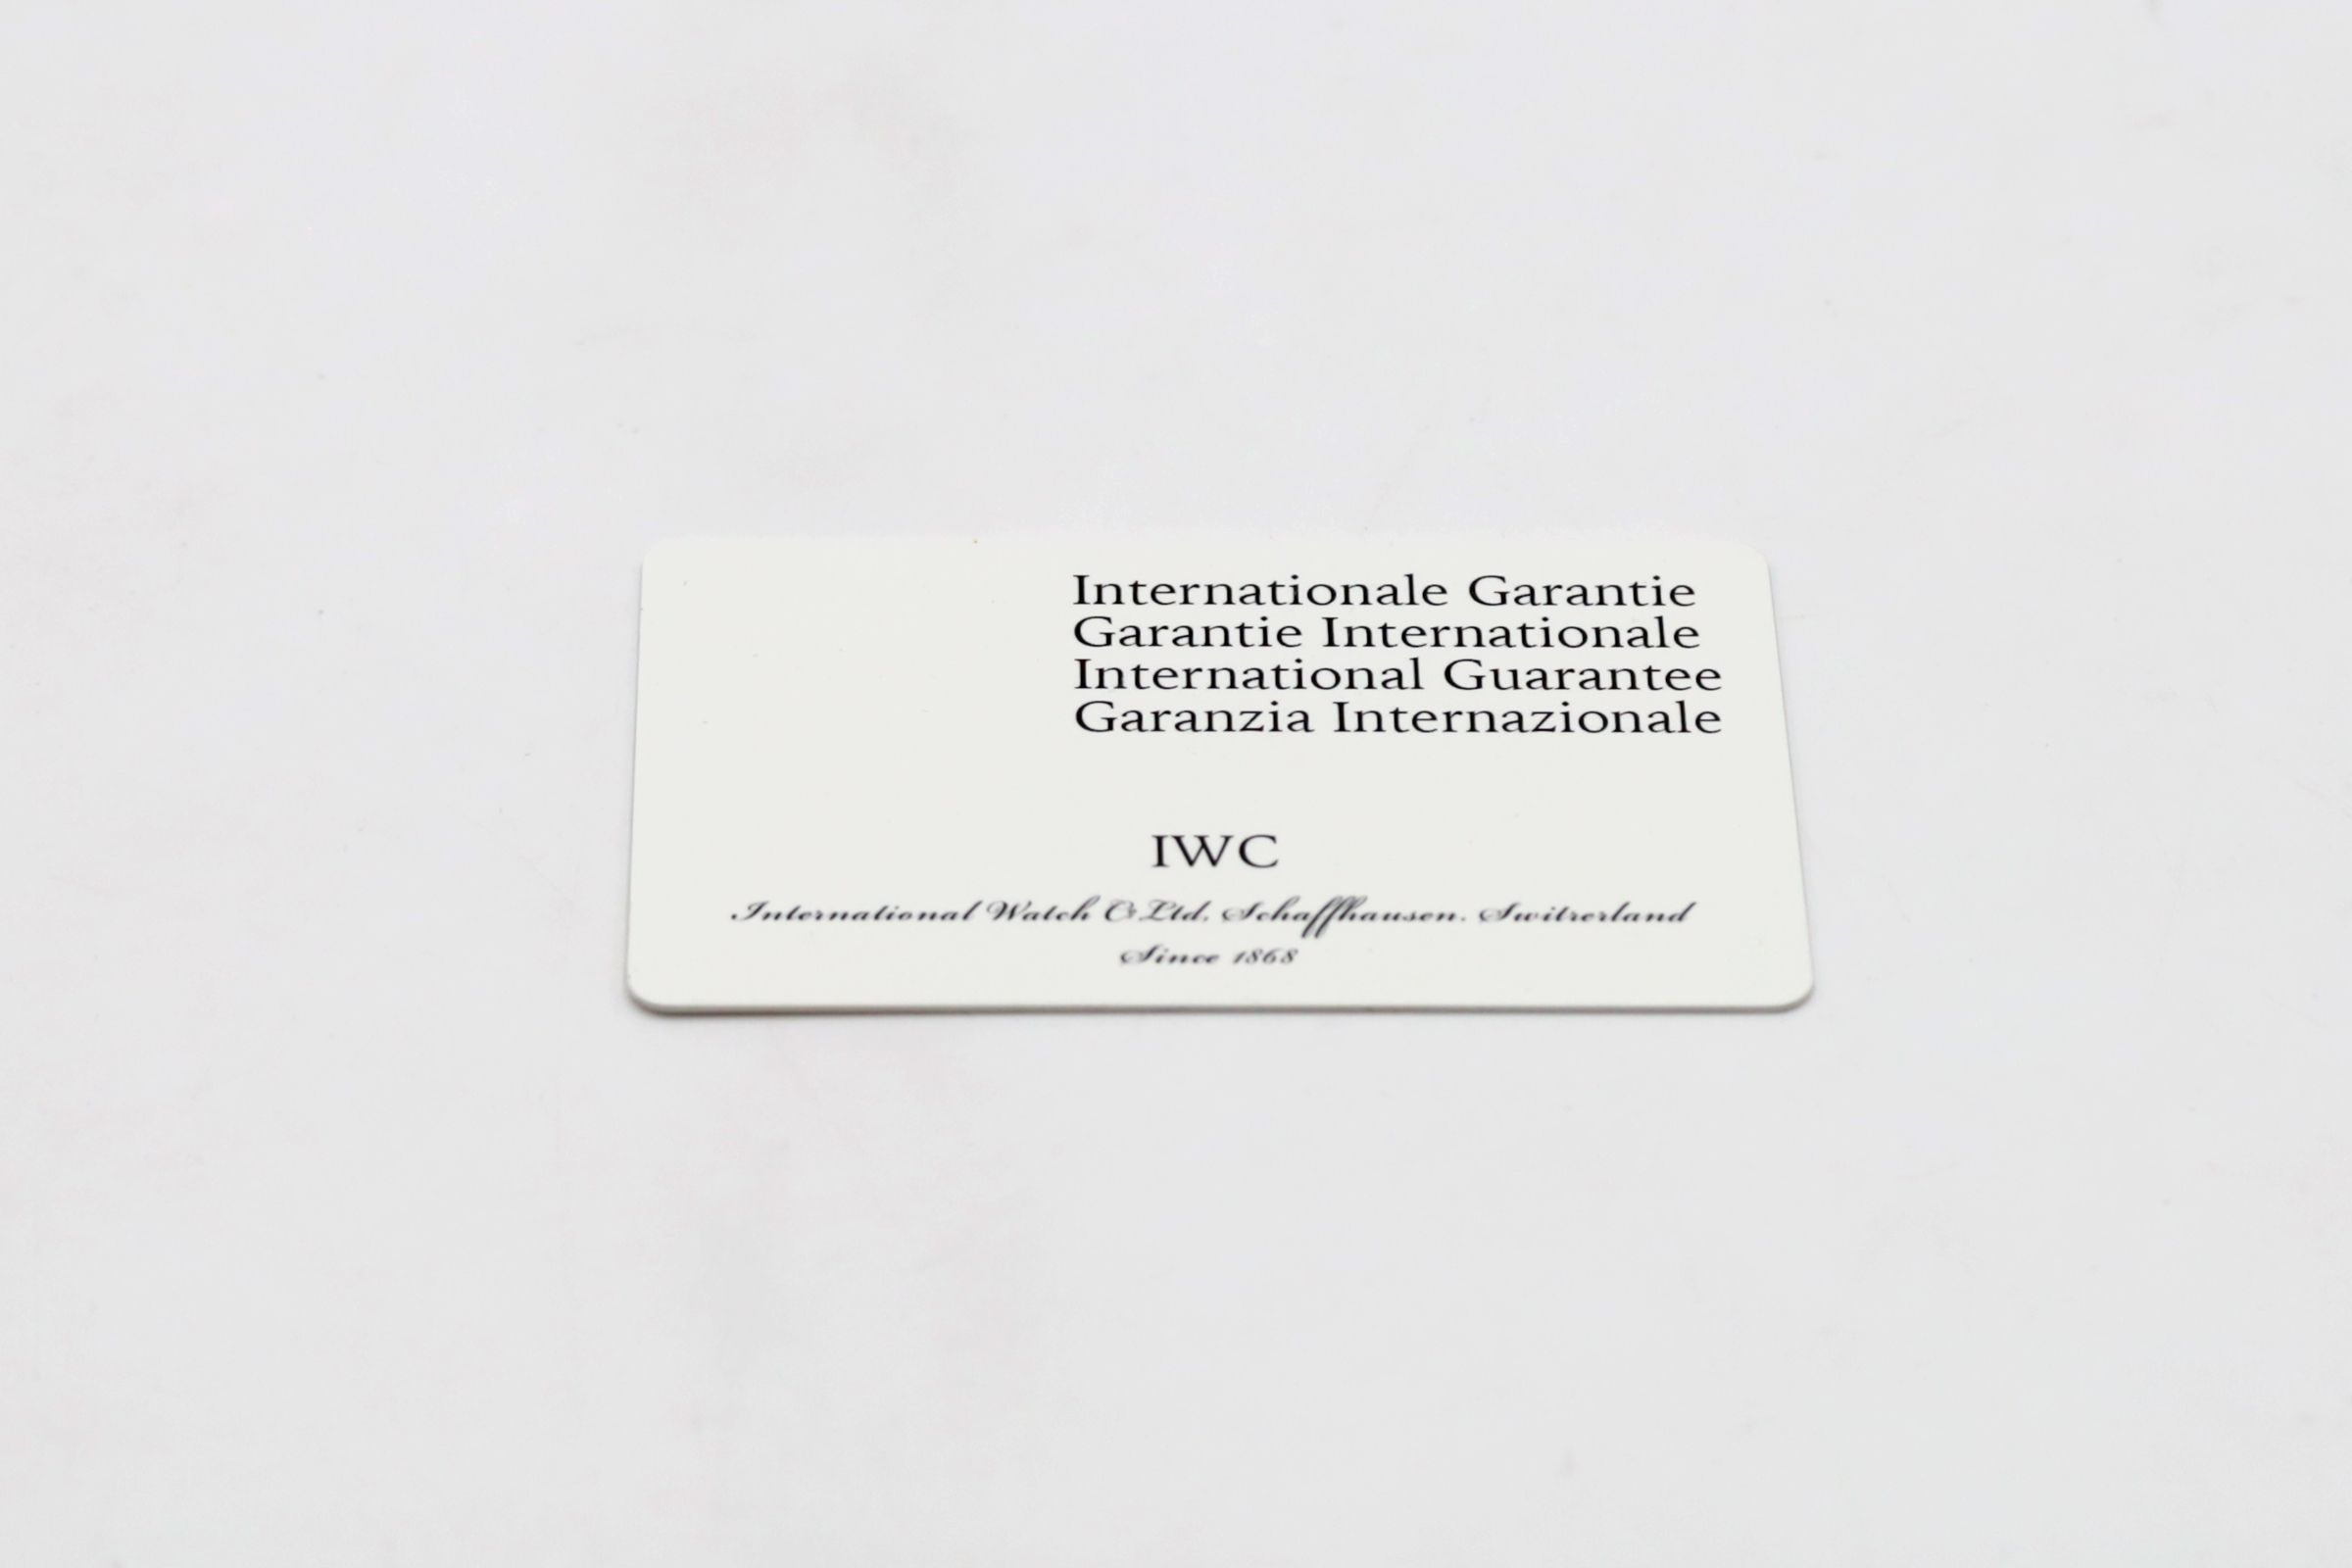 Internationale Garantie
Garantie Internationale
International Guarantee
Garanzia Internazionale
IWC
International Watch Co Ltd. Schaffhausen. Switzerland
Since 1868